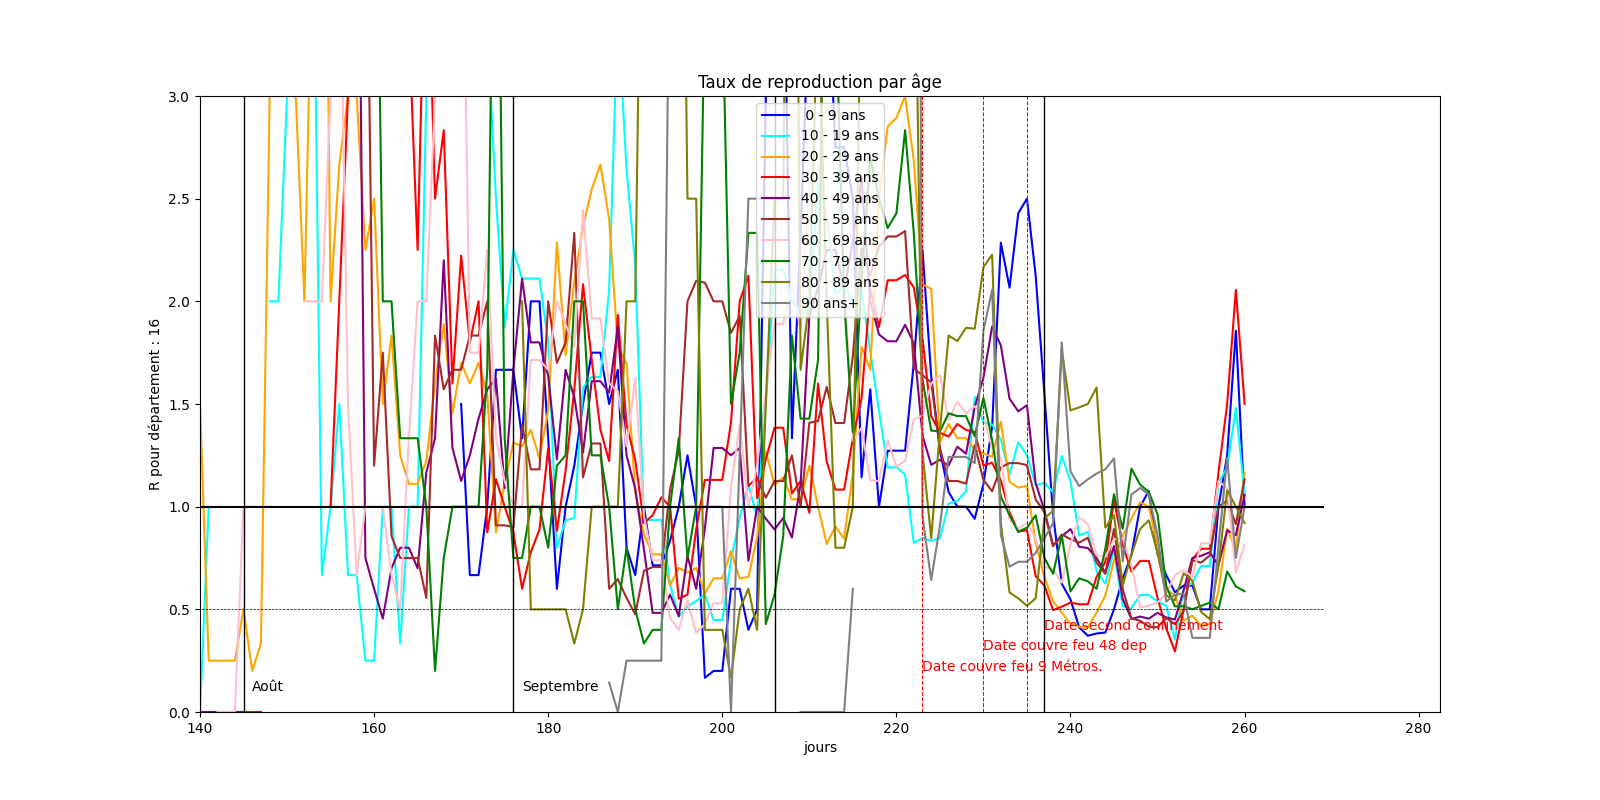 Taux de reproduction par âge
R pour département : 16
3.0
2.5
2.0
1.5
1.0
0.5
0.0
0 - 9 ans
10 - 19 ans
20 - 29 ans
30 - 39 ans
40 - 49 ans
50 - 59 ans
60 - 69 ans
70 - 79 ans
80 - 89 ans
90 ans+
Date second confinement
Date couvre feu 48 dep
Date couvre feu 9 Métros.
Août
Septembre
140 160 180 200 220 240 260 280
jours